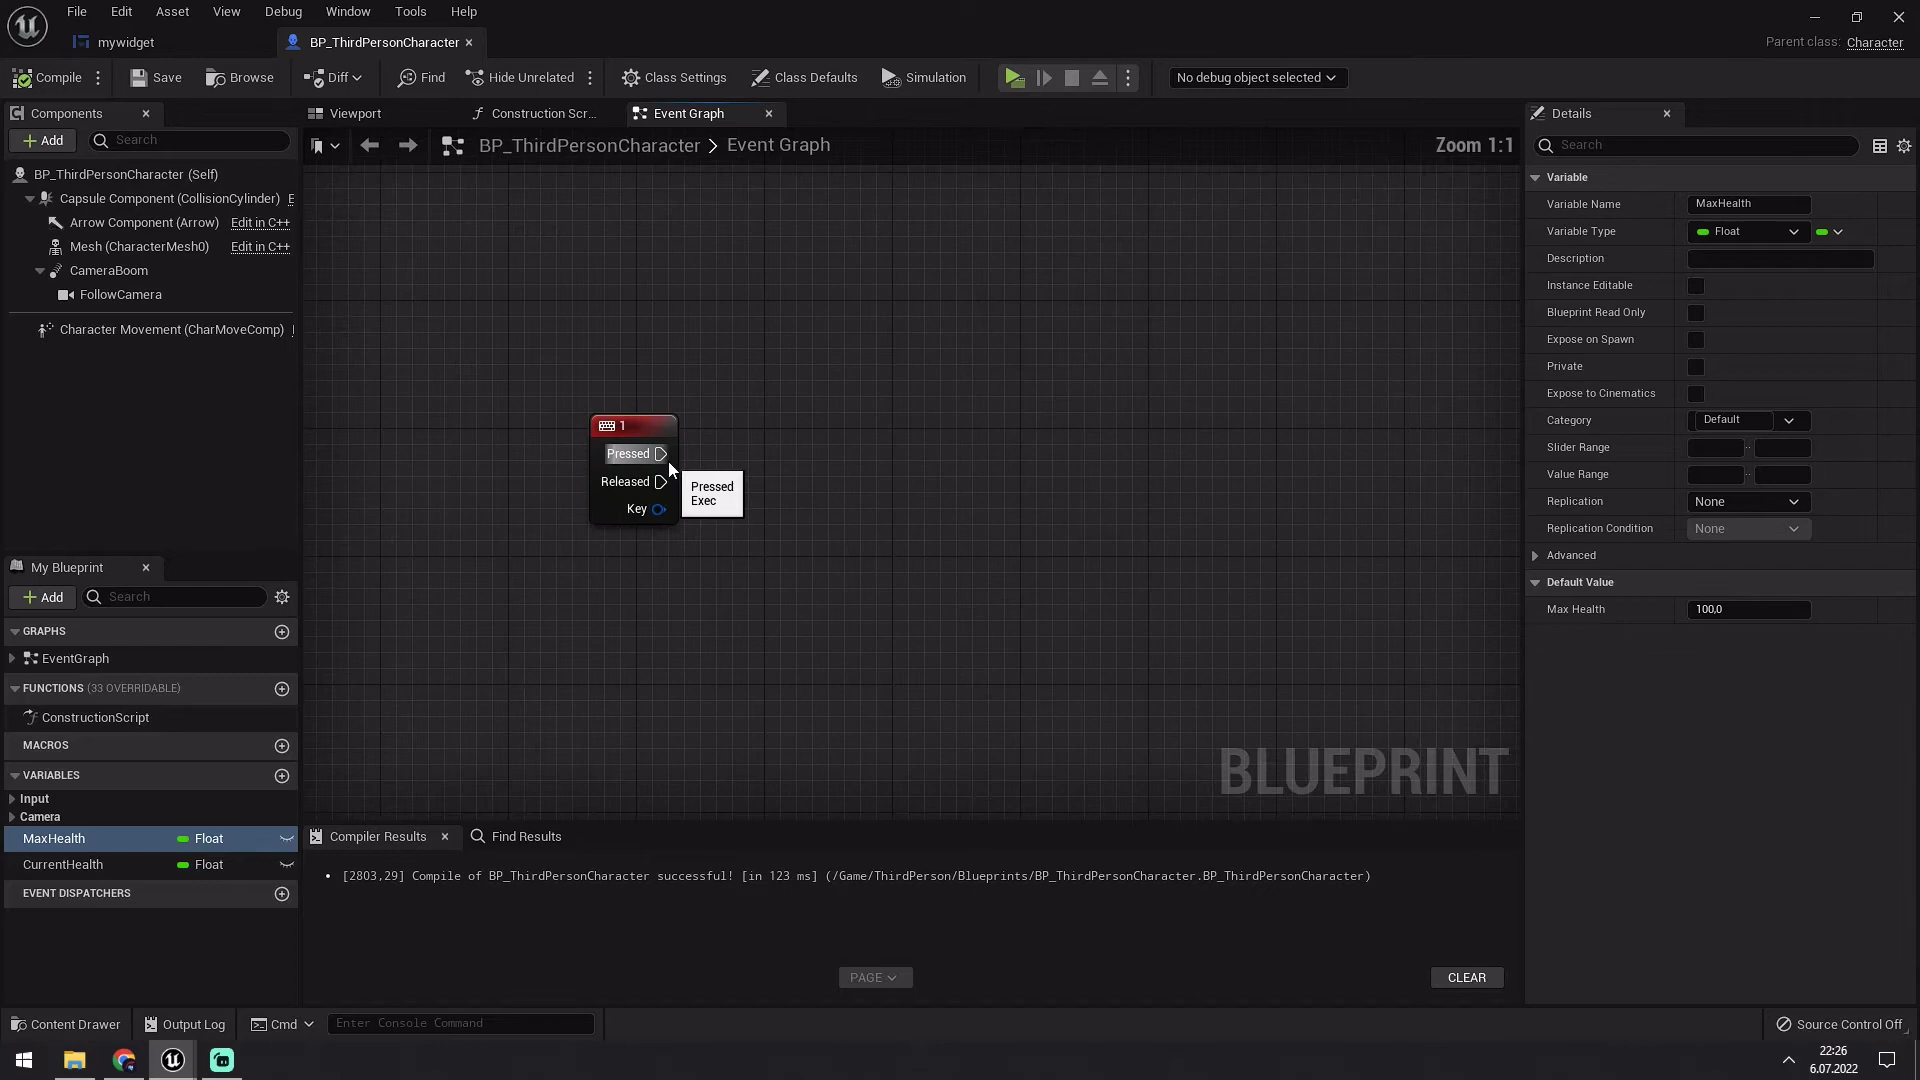 File Edit Asset View Debug Window Tools Help
mywidget
BP_ThirdPersonCharacter
Parent class: Character
Compile Save Browse Diff Find Hide Unrelated Class Settings Class Defaults Simulation No debug object selected
Components
Add Search
BP_ThirdPersonCharacter (Self)
Capsule Component (CollisionCylinder) E
Arrow Component (Arrow) Edit in C++
Mesh (CharacterMesh0) Edit in C++
CameraBoom
FollowCamera
Character Movement (CharMoveComp)
My Blueprint
Add Search
GRAPHS
EventGraph
FUNCTIONS (33 OVERRIDABLE)
ConstructionScript
MACROS
VARIABLES
Input
Camera
MaxHealth Float
CurrentHealth Float
EVENT DISPATCHERS
Viewport Construction Scr... Event Graph
BP_ThirdPersonCharacter > Event Graph Zoom 1:1
1
Pressed
Released
Key
Pressed
Exec
BLUEPRINT
Compiler Results Find Results
• [2803,29] Compile of BP_ThirdPersonCharacter successful! [in 123 ms] (/Game/ThirdPerson/Blueprints/BP_ThirdPersonCharacter.BP_ThirdPersonCharacter)
PAGE CLEAR
Details
Search
Variable
Variable Name MaxHealth
Variable Type Float
Description
Instance Editable
Blueprint Read Only
Expose on Spawn
Private
Expose to Cinematics
Category Default
Slider Range ..
Value Range ..
Replication None
Replication Condition None
Advanced
Default Value
Max Health 100,0
Content Drawer Output Log Cmd Enter Console Command Source Control Off
22:26
6.07.2022